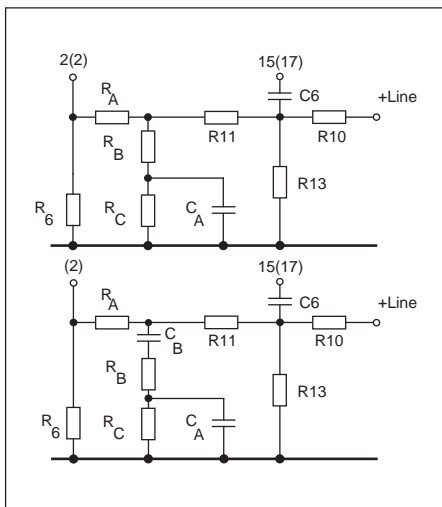 2(2)
15(17)
R
A
C6
+Line
R
B
R11
R10
R
6
R
C
C
A
R13
(2)
15(17)
R
A
C6
+Line
C
B
R11
R10
R
B
R
6
R
C
C
A
R13